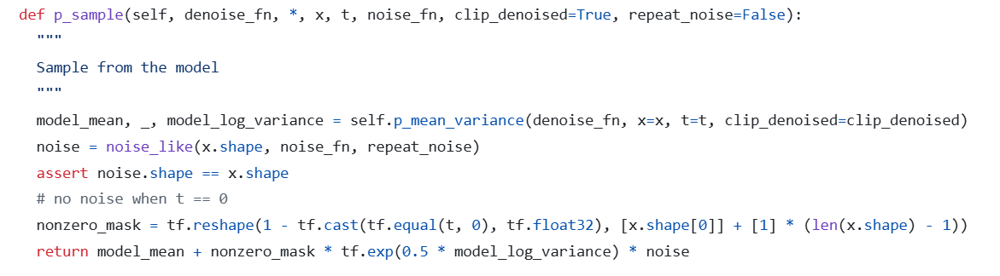 def p_sample(self, denoise_fn, *, x, t, noise_fn, clip_denoised=True, repeat_noise=False):
"""
Sample from the model
"""
model_mean, _, model_log_variance = self.p_mean_variance(denoise_fn, x=x, t=t, clip_denoised=clip_denoised)
noise = noise_like(x.shape, noise_fn, repeat_noise)
assert noise.shape == x.shape
# no noise when t == 0
nonzero_mask = tf.reshape(1 - tf.cast(tf.equal(t, 0), tf.float32), [x.shape[0]] + [1] * (len(x.shape) - 1))
return model_mean + nonzero_mask * tf.exp(0.5 * model_log_variance) * noise